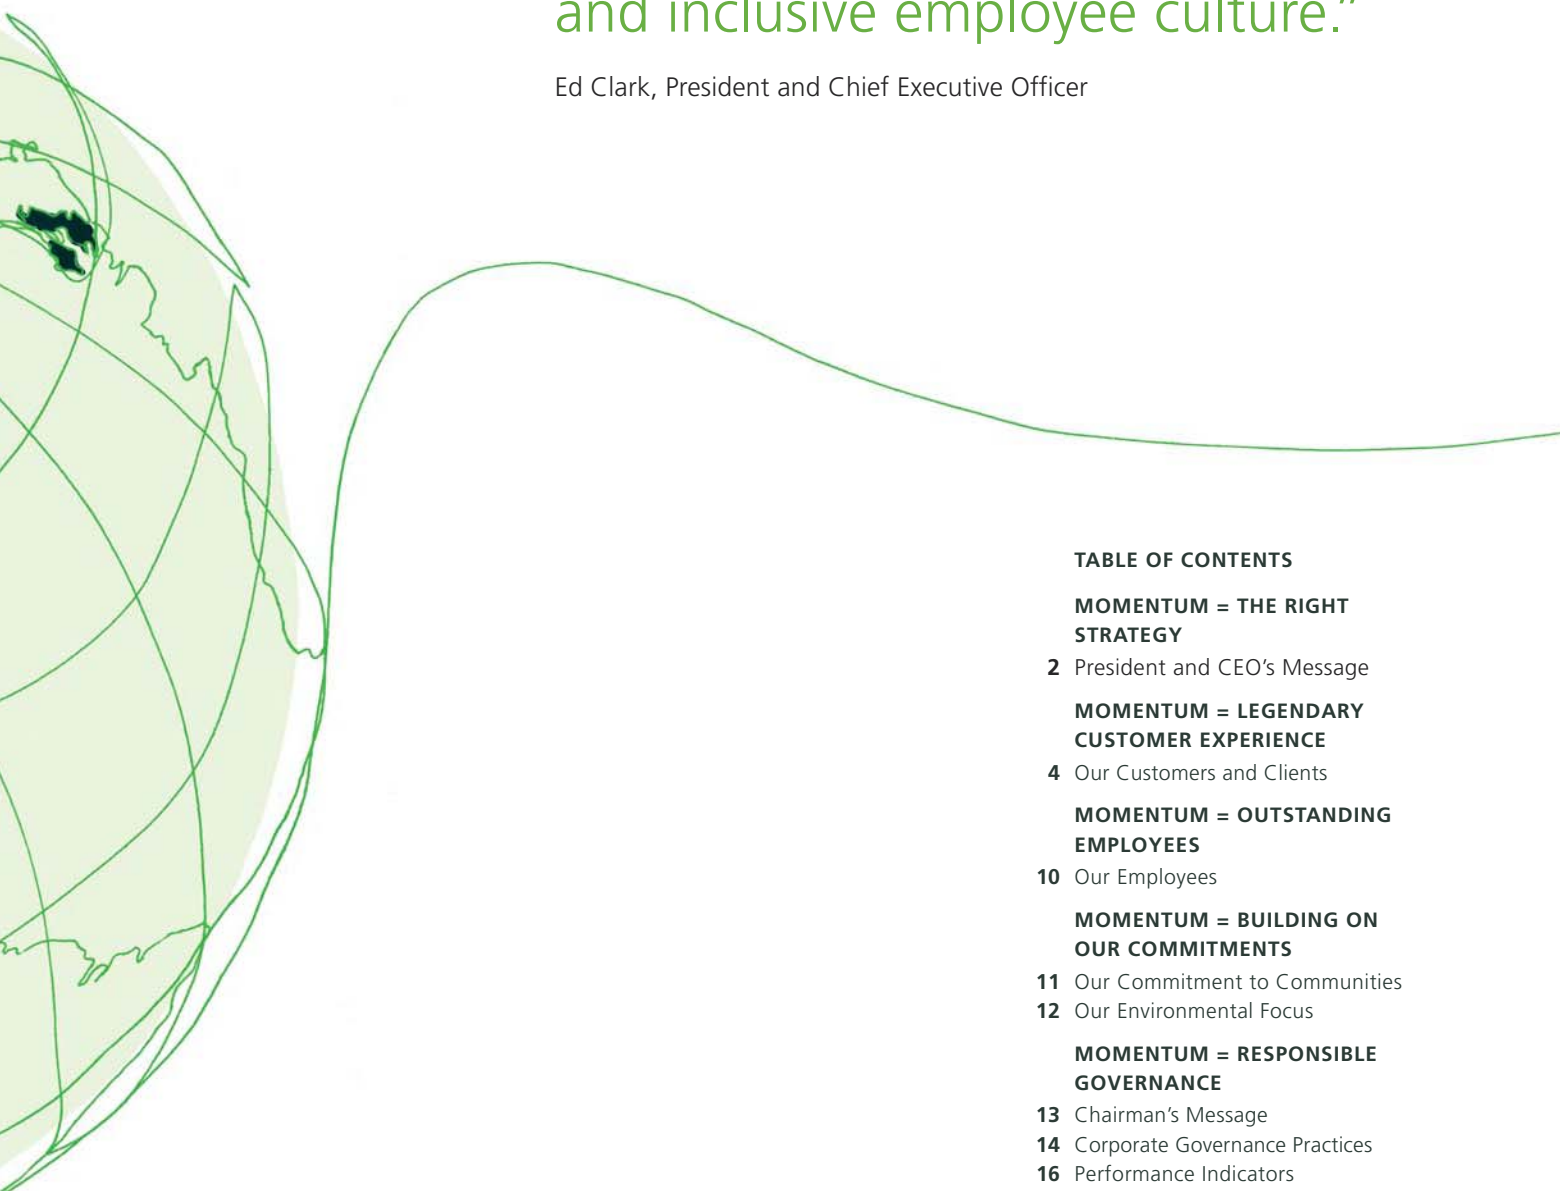 and inclusive employee culture.”
Ed Clark, President and Chief Executive Officer
TABLE OF CONTENTS
MOMENTUM = THE RIGHT
STRATEGY
2 President and CEO’s Message
MOMENTUM = LEGENDARY
CUSTOMER EXPERIENCE
4 Our Customers and Clients
MOMENTUM = OUTSTANDING
EMPLOYEES
10 Our Employees
MOMENTUM = BUILDING ON
OUR COMMITMENTS
11 Our Commitment to Communities
12 Our Environmental Focus
MOMENTUM = RESPONSIBLE
GOVERNANCE
13 Chairman’s Message
14 Corporate Governance Practices
16 Performance Indicators